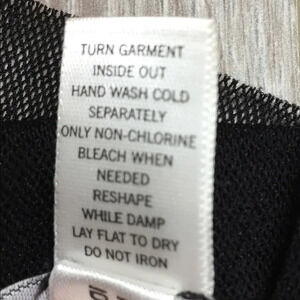 TURN GARMENT
INSIDE OUT
HAND WASH COLD
SEPARATELY
ONLY NON-CHLORINE
BLEACH WHEN
NEEDED
RESHAPE
WHILE DAMP
LAY FLAT TO DRY
DO NOT IRON